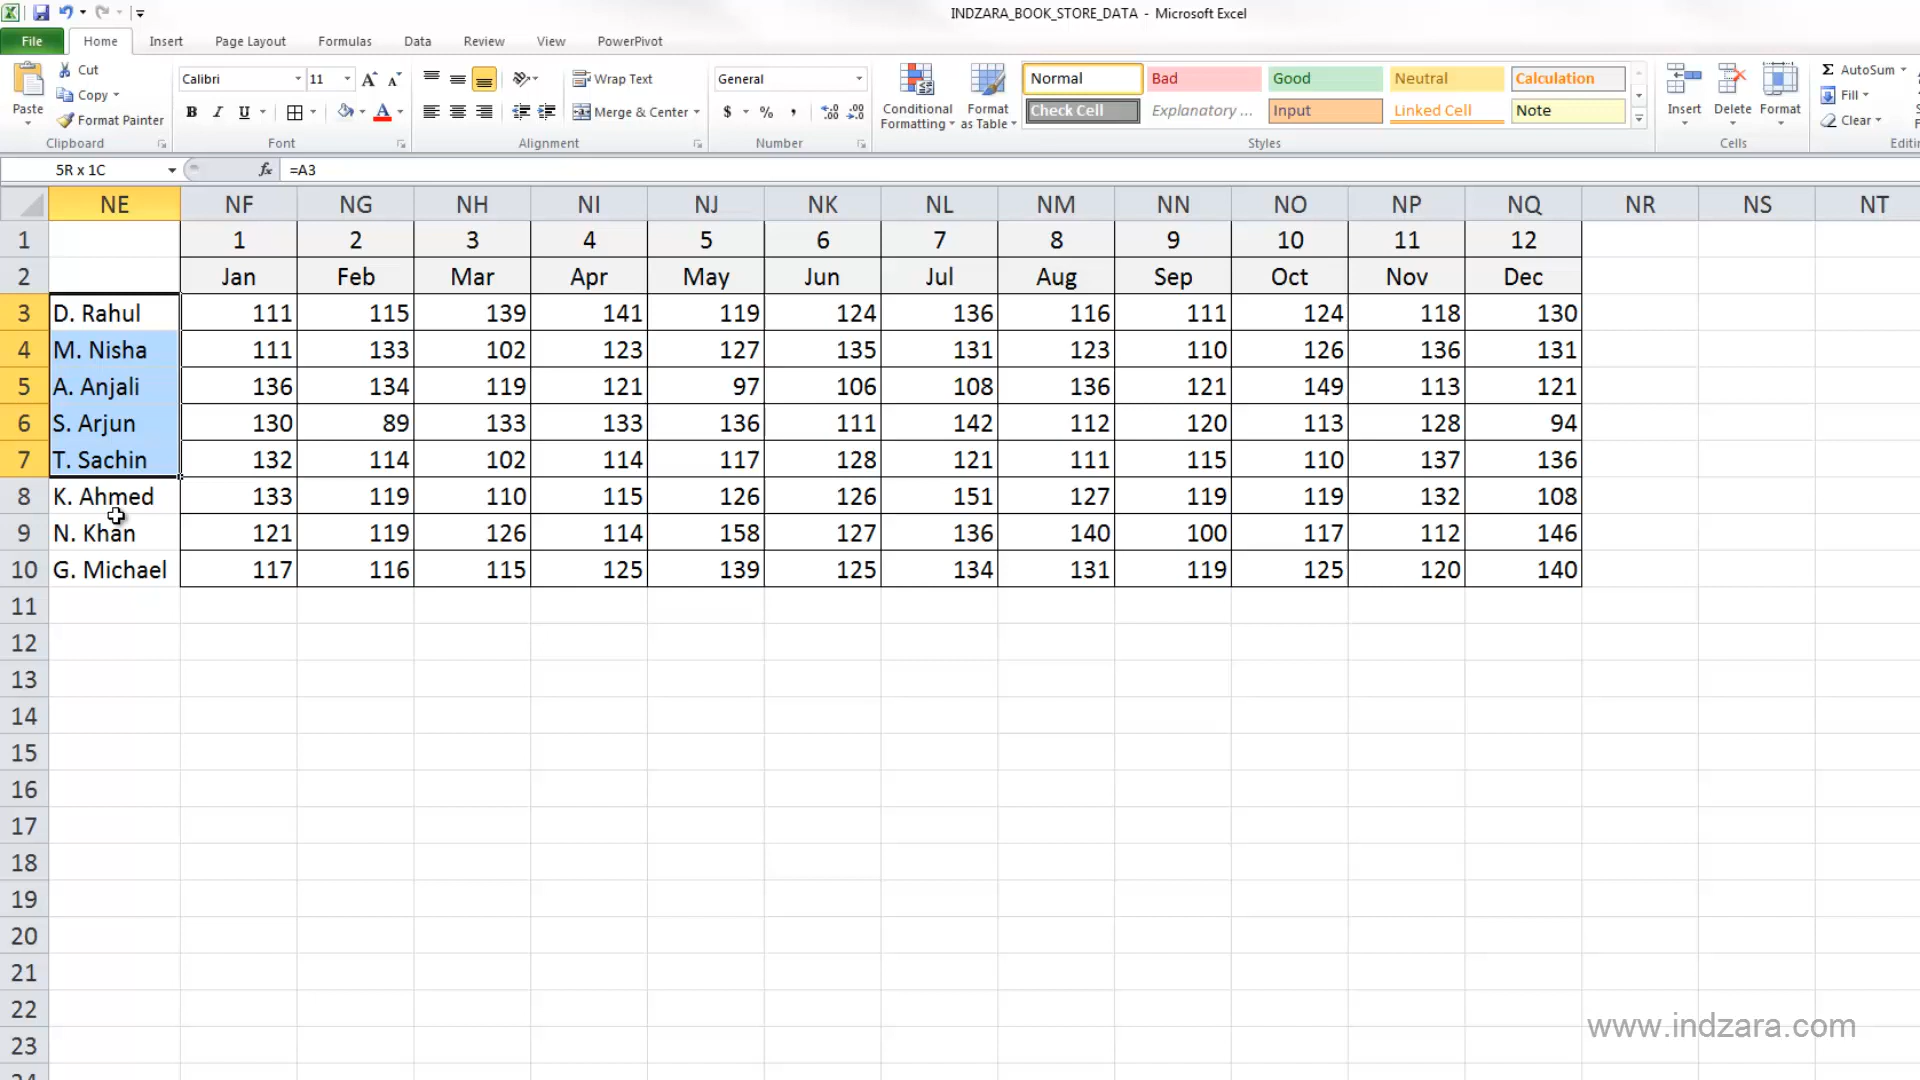 INDZARA_BOOK_STORE_DATA - Microsoft Excel
File Home Insert Page Layout Formulas Data Review View PowerPivot
Paste Cut Copy Format Painter Clipboard
Calibri 11 A A B I U A Font
Wrap Text Merge & Center Alignment
General $ % , .0 .00 .00 .0 Number
Conditional Formatting Format as Table
Normal Bad Good Neutral Calculation
Check Cell Explanatory ... Input Linked Cell Note
Styles
Insert Delete Format Cells
Σ AutoSum Fill Clear
5R x 1C fx =A3
NE NF NG NH NI NJ NK NL NM NN NO NP NQ NR NS NT
1 1 2 3 4 5 6 7 8 9 10 11 12
2 Jan Feb Mar Apr May Jun Jul Aug Sep Oct Nov Dec
3 D. Rahul 111 115 139 141 119 124 136 116 111 124 118 130
4 M. Nisha 111 133 102 123 127 135 131 123 110 126 136 131
5 A. Anjali 136 134 119 121 97 106 108 136 121 149 113 121
6 S. Arjun 130 89 133 133 136 111 142 112 120 113 128 94
7 T. Sachin 132 114 102 114 117 128 121 111 115 110 137 136
8 K. Ahmed 133 119 110 115 126 126 151 127 119 119 132 108
9 N. Khan 121 119 126 114 158 127 136 140 100 117 112 146
10 G. Michael 117 116 115 125 139 125 134 131 119 125 120 140
11
12
13
14
15
16
17
18
19
20
21
22
23
www.indzara.com